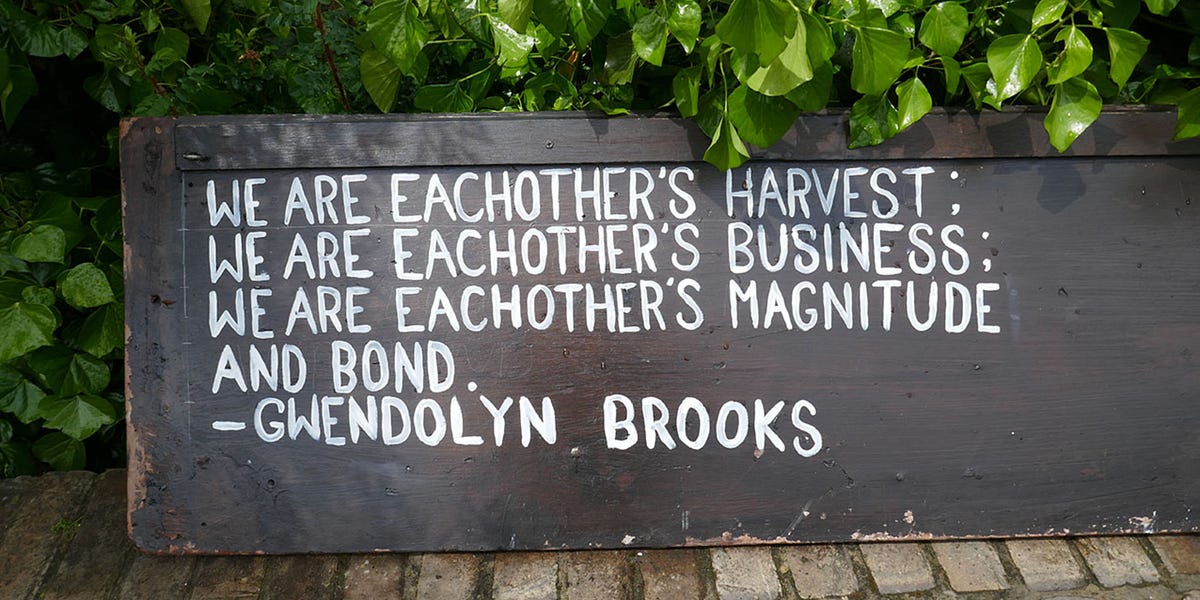 WE ARE EACHOTHER'S HARVEST;
WE ARE EACHOTHER'S BUSINESS;
WE ARE EACHOTHER'S MAGNITUDE
AND BOND.
-GWENDOLYN BROOKS